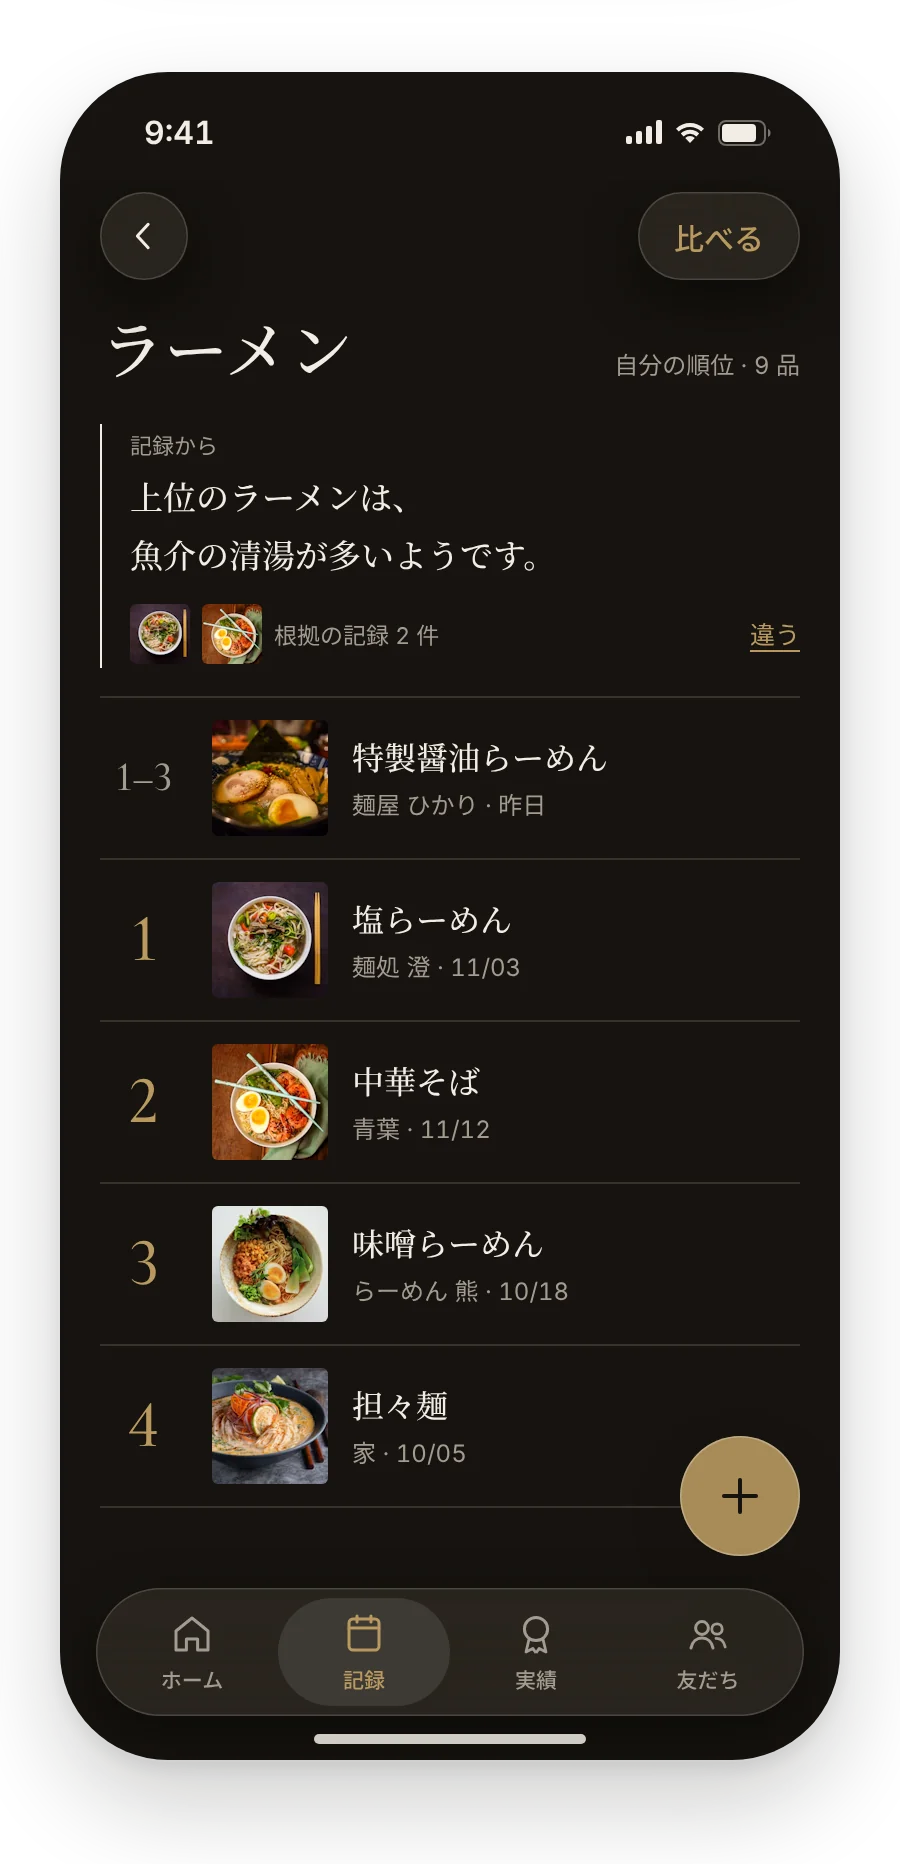 9:41
比べる
ラーメン
自分の順位 · 9 品
記録から
上位のラーメンは、
魚介の清湯が多いようです。
根拠の記録 2 件
違う
1–3
特製醤油らーめん
麺屋 ひかり · 昨日
1
塩らーめん
麺処 澄 · 11/03
2
中華そば
青葉 · 11/12
3
味噌らーめん
らーめん 熊 · 10/18
4
担々麺
家 · 10/05
ホーム
記録
実績
友だち